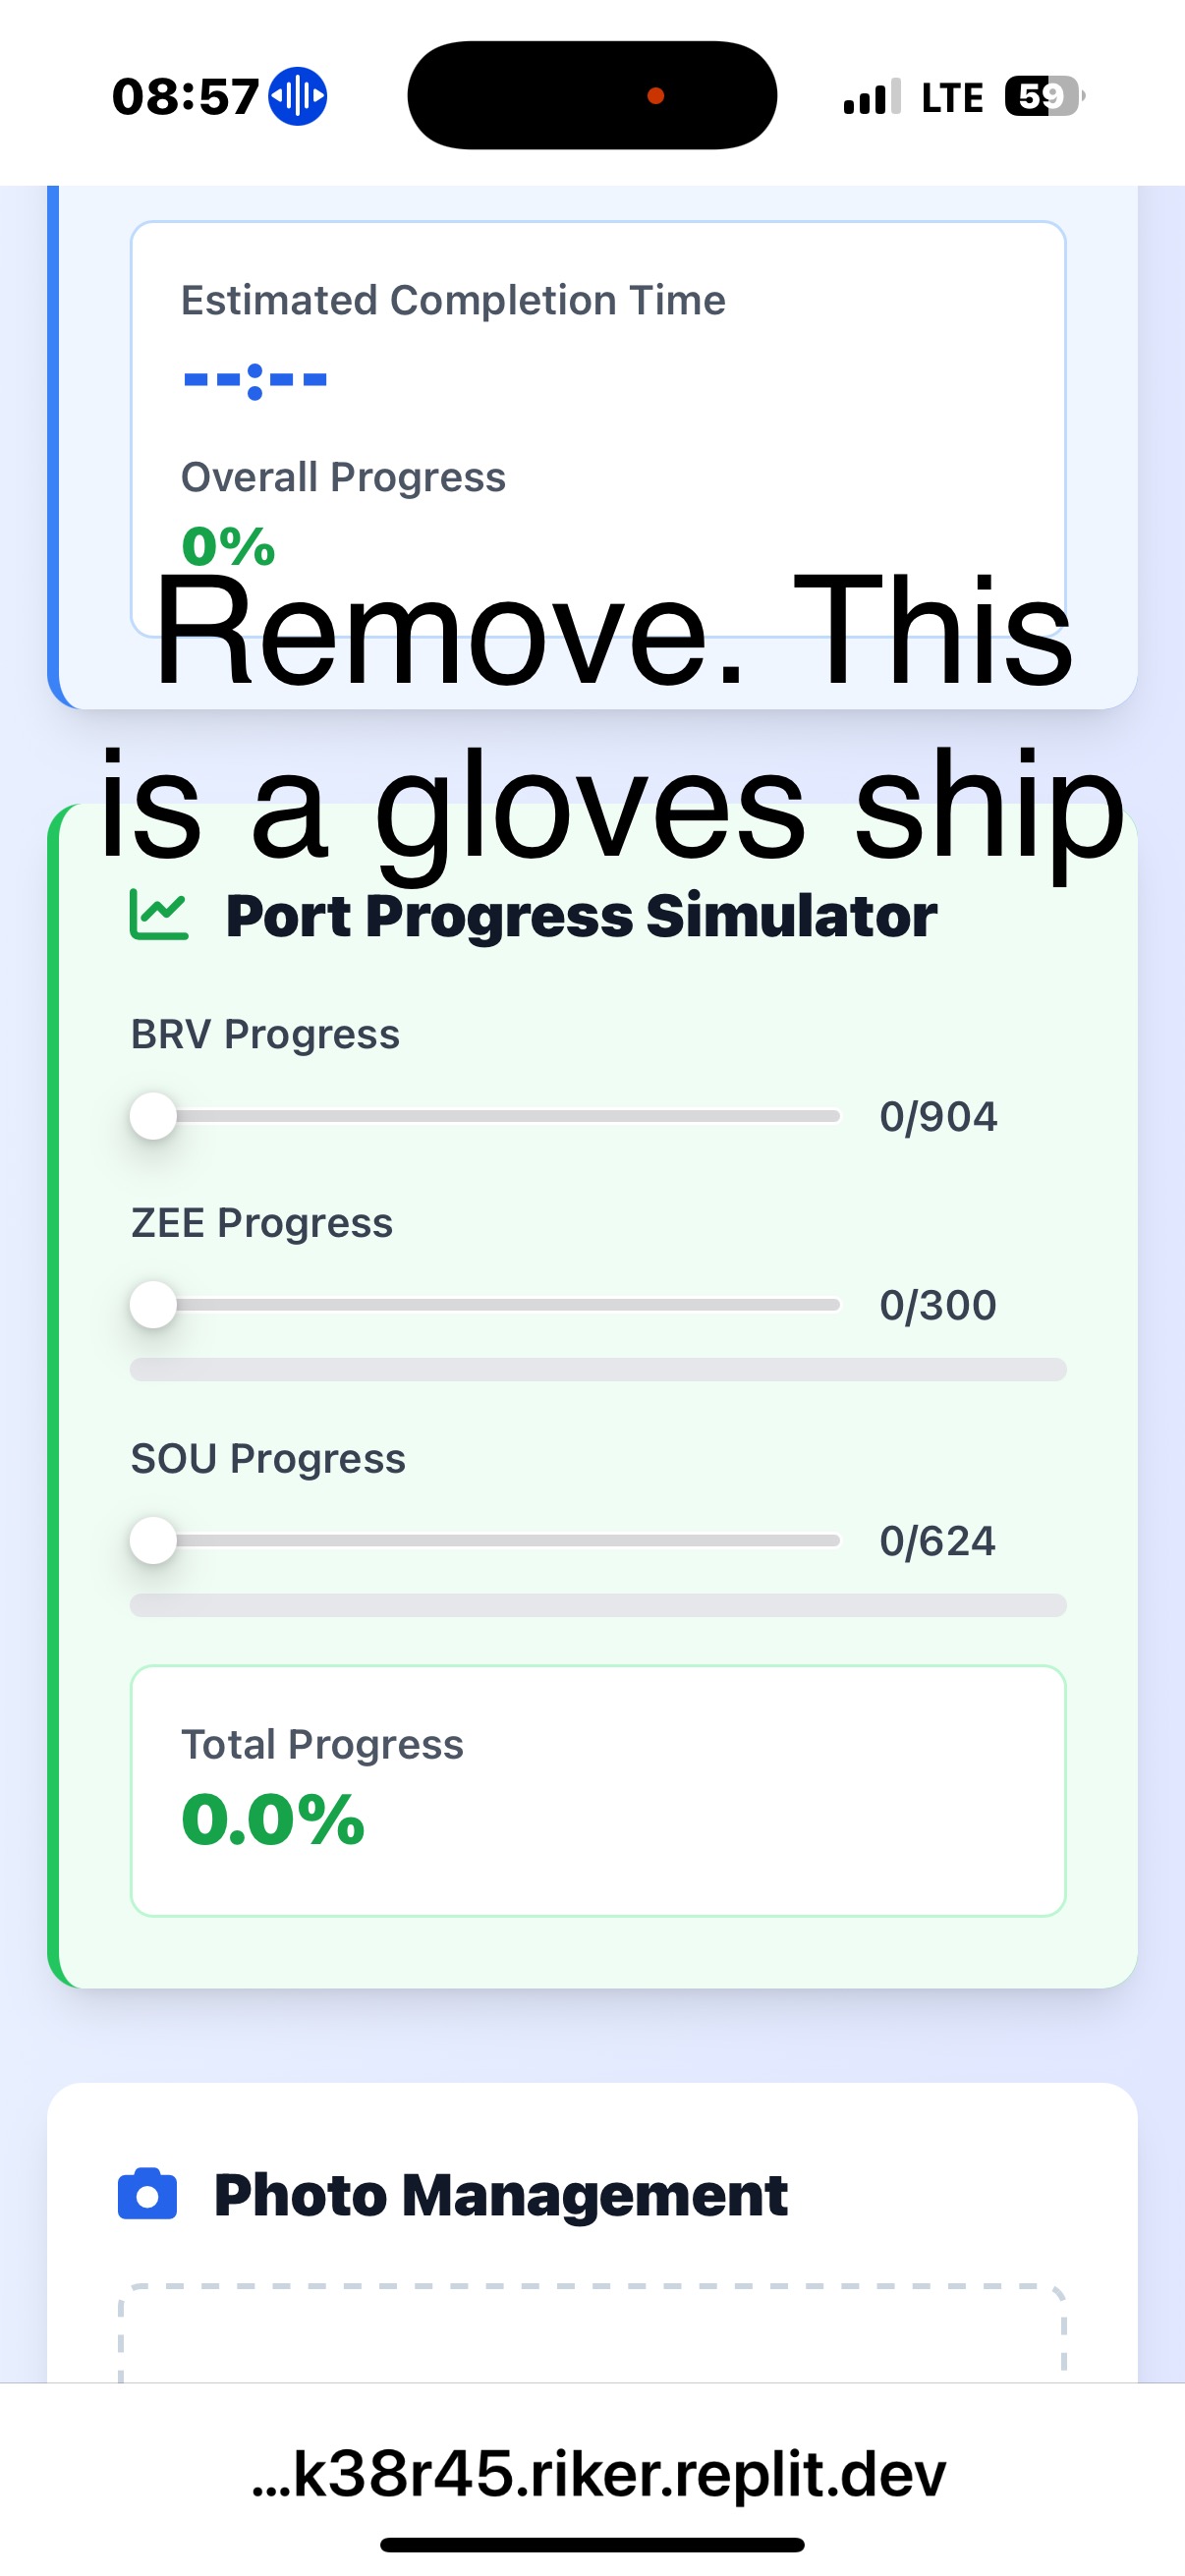 08:57
LTE
59
Estimated Completion Time
--:--
Overall Progress
0%
Remove. This
is a gloves ship
Port Progress Simulator
BRV Progress
0/904
ZEE Progress
0/300
SOU Progress
0/624
Total Progress
0.0%
Photo Management
...k38r45.riker.replit.dev